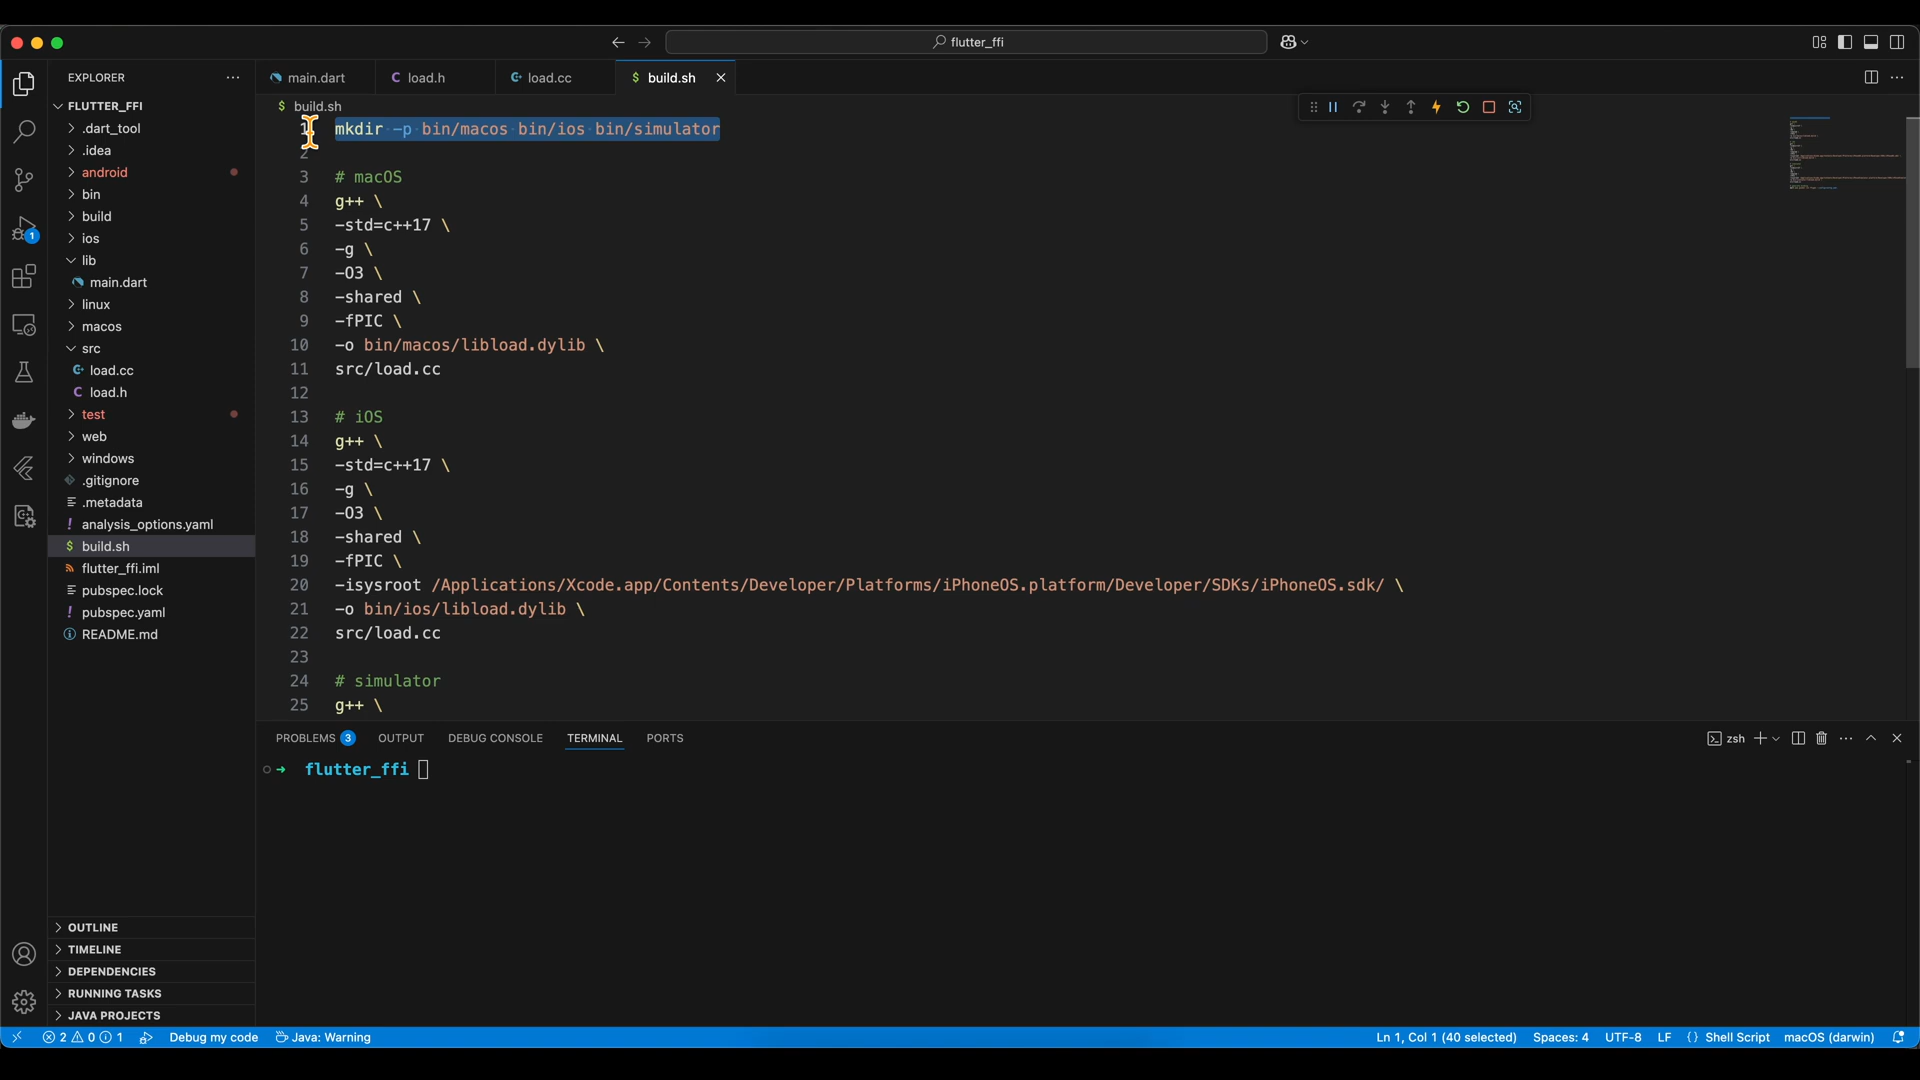 flutter_ffi
EXPLORER
main.dart
load.h
load.cc
$ build.sh
FLUTTER_FFI
.dart_tool
.idea
android
bin
build
ios
lib
main.dart
linux
macos
src
load.cc
load.h
test
web
windows
.gitignore
.metadata
! analysis_options.yaml
$ build.sh
flutter_ffi.iml
pubspec.lock
! pubspec.yaml
README.md
OUTLINE
TIMELINE
DEPENDENCIES
RUNNING TASKS
JAVA PROJECTS
1
$ build.sh
1 mkdir -p bin/macos bin/ios bin/simulator
2
3 # macOS
4 g++ \
5 -std=c++17 \
6 -g \
7 -O3 \
8 -shared \
9 -fPIC \
10 -o bin/macos/libload.dylib \
11 src/load.cc
12
13 # iOS
14 g++ \
15 -std=c++17 \
16 -g \
17 -O3 \
18 -shared \
19 -fPIC \
20 -isysroot /Applications/Xcode.app/Contents/Developer/Platforms/iPhoneOS.platform/Developer/SDKs/iPhoneOS.sdk/ \
21 -o bin/ios/libload.dylib \
22 src/load.cc
23
24 # simulator
25 g++ \
PROBLEMS 3 OUTPUT DEBUG CONSOLE TERMINAL PORTS
zsh
→ flutter_ffi
2 0 1 Debug my code Java: Warning
Ln 1, Col 1 (40 selected) Spaces: 4 UTF-8 LF {} Shell Script macOS (darwin)